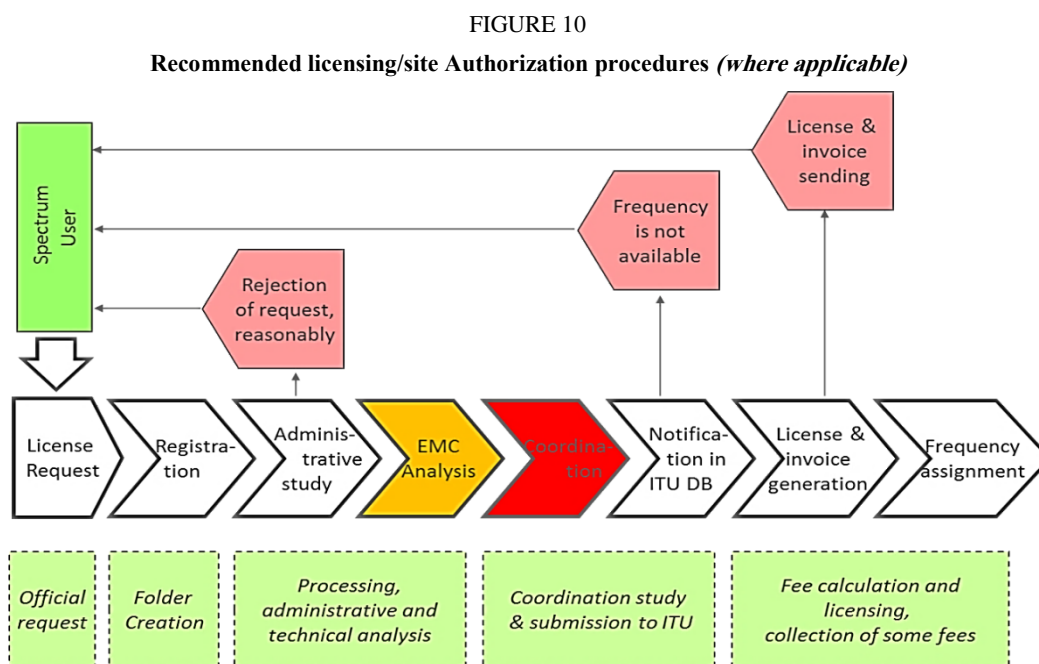 FIGURE 10
Recommended licensing/site Authorization procedures (where applicable)
Spectrum
User
License &
invoice
sending
Frequency
is not
available
Rejection
of request,
reasonably
License
Request
Registra-
tion
Adminis-
trative
study
EMC
Analysis
Coordina-
tion
Notifica-
tion in
ITU DB
License &
invoice
generation
Frequency
assignment
Official
request
Folder
Creation
Processing,
administrative and
technical analysis
Coordination study
& submission to ITU
Fee calculation and
licensing,
collection of some fees